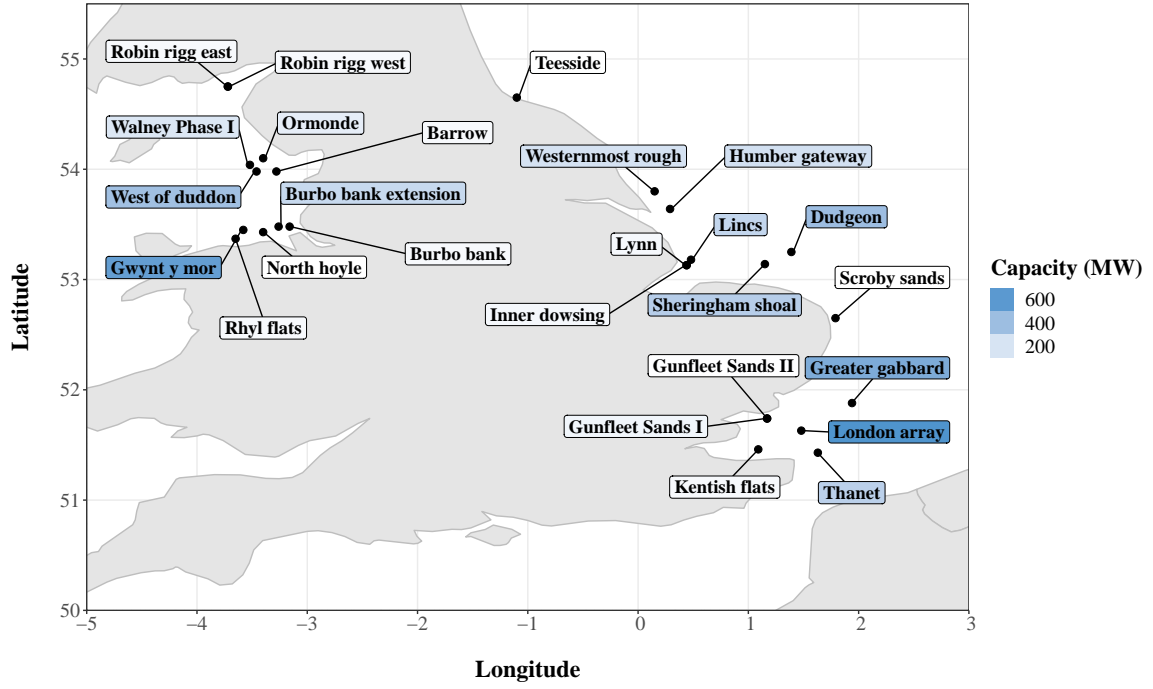 55
54
53
52
51
50
Latitude
Robin rigg east
Robin rigg west
Teesside
Walney Phase I
Ormonde
Barrow
Westernmost rough
Humber gateway
West of duddon
Burbo bank extension
Lincs
Dudgeon
Lynn
Burbo bank
Gwynt y mor
North hoyle
Scroby sands
Sheringham shoal
Inner dowsing
Rhyl flats
Gunfleet Sands II
Greater gabbard
Gunfleet Sands I
London array
Kentish flats
Thanet
−5
−4
−3
−2
−1
0
1
2
3
Longitude
Capacity (MW)
600
400
200